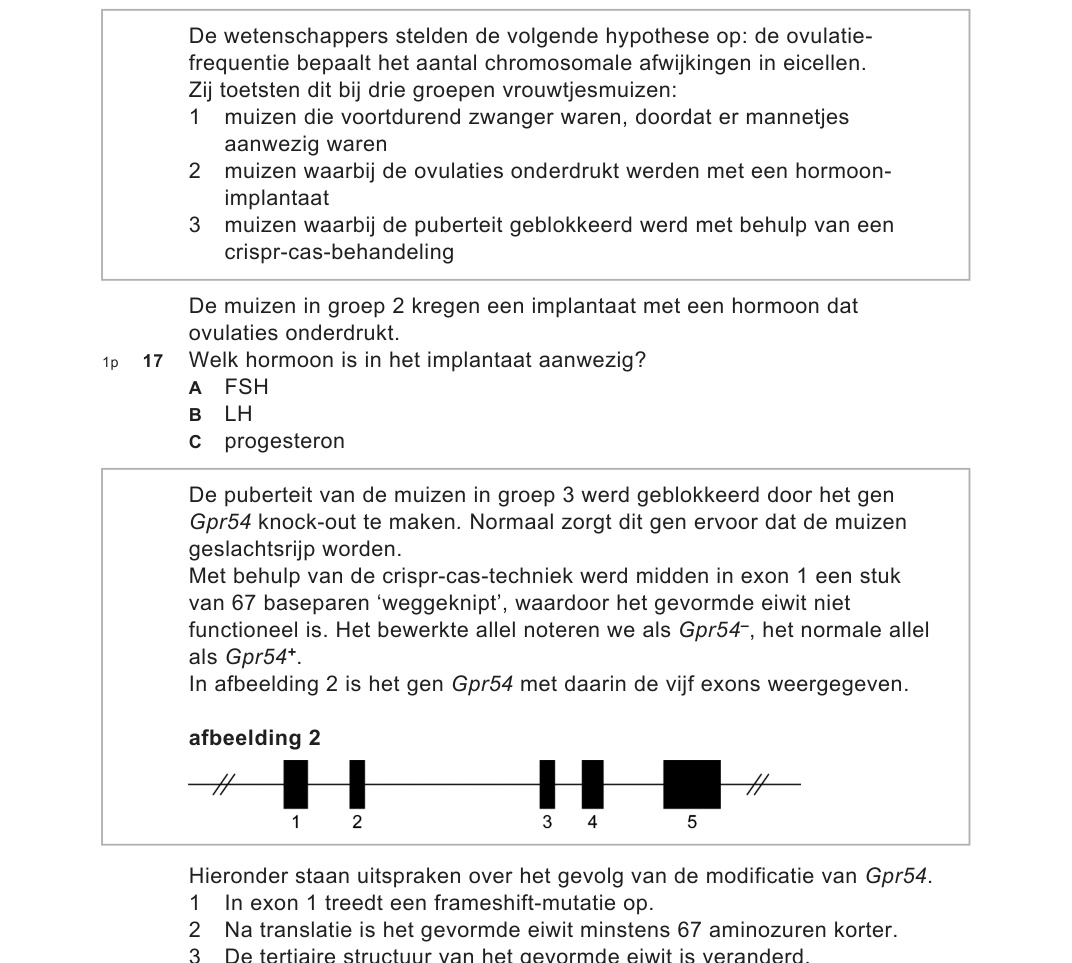 De wetenschappers stelden de volgende hypothese op: de ovulatie-
frequentie bepaalt het aantal chromosomale afwijkingen in eicellen.
Zij toetsten dit bij drie groepen vrouwtjesmuizen:
1 muizen die voortdurend zwanger waren, doordat er mannetjes
aanwezig waren
2 muizen waarbij de ovulaties onderdrukt werden met een hormoon-
implantaat
3 muizen waarbij de puberteit geblokkeerd werd met behulp van een
crispr-cas-behandeling
De muizen in groep 2 kregen een implantaat met een hormoon dat
ovulaties onderdrukt.
1p 17 Welk hormoon is in het implantaat aanwezig?
A FSH
B LH
C progesteron
De puberteit van de muizen in groep 3 werd geblokkeerd door het gen
Gpr54 knock-out te maken. Normaal zorgt dit gen ervoor dat de muizen
geslachtsrijp worden.
Met behulp van de crispr-cas-techniek werd midden in exon 1 een stuk
van 67 baseparen ‘weggeknipt’, waardoor het gevormde eiwit niet
functioneel is. Het bewerkte allel noteren we als Gpr54⁻, het normale allel
als Gpr54⁺.
In afbeelding 2 is het gen Gpr54 met daarin de vijf exons weergegeven.
afbeelding 2
1 2 3 4 5
Hieronder staan uitspraken over het gevolg van de modificatie van Gpr54.
1 In exon 1 treedt een frameshift-mutatie op.
2 Na translatie is het gevormde eiwit minstens 67 aminozuren korter.
3 De tertiaire structuur van het gevormde eiwit is veranderd.